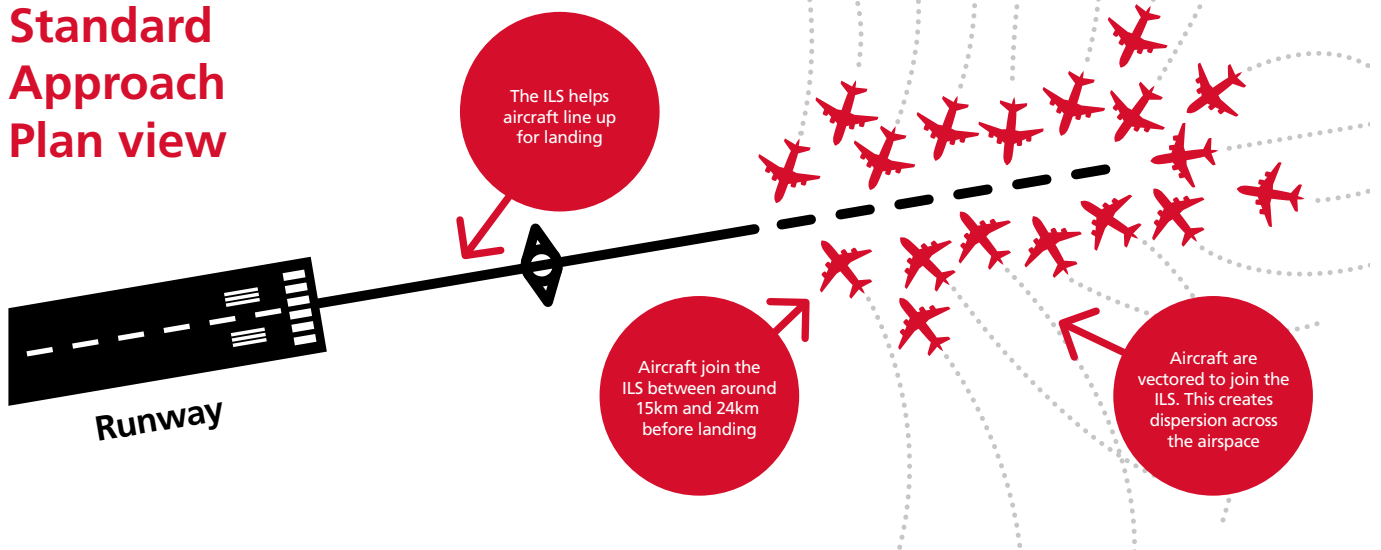 Standard
Approach
Plan view
The ILS helps
aircraft line up
for landing
Runway
Aircraft join the
ILS between around
15km and 24km
before landing
Aircraft are
vectored to join the
ILS. This creates
dispersion across
the airspace